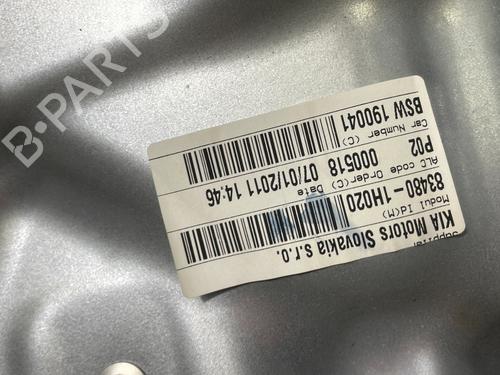 Supplier
KIA Motors Slovakia s.r.o.
Modul Id(M)
83480-1H020
ALC code Order(C) Date
P02 000518 07/01/2011 14.46
Car Number (C)
BSW 190041
B-PARTS